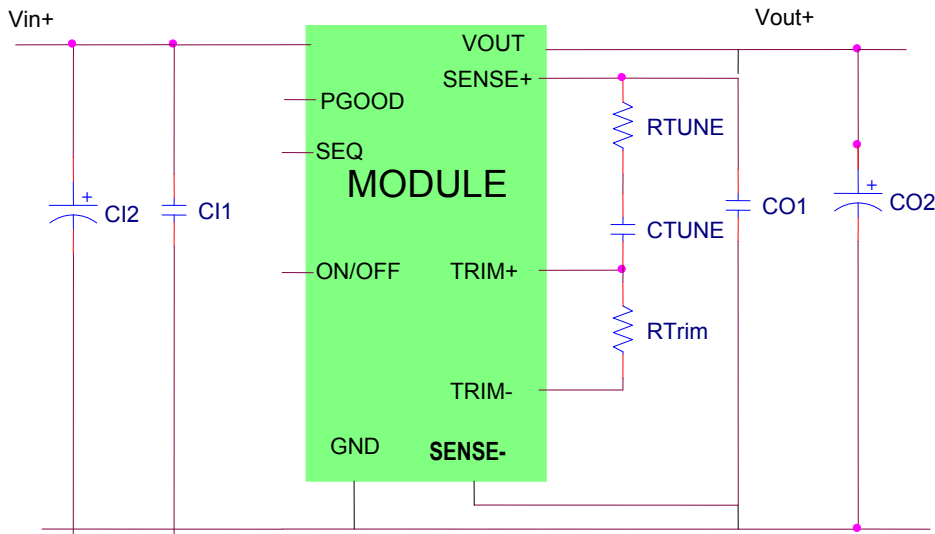 Vin+
Vout+
VOUT
SENSE+
PGOOD
RTUNE
SEQ
MODULE
+
CI2
CI1
CO1
+
CO2
CTUNE
ON/OFF
TRIM+
RTrim
TRIM-
GND
SENSE-